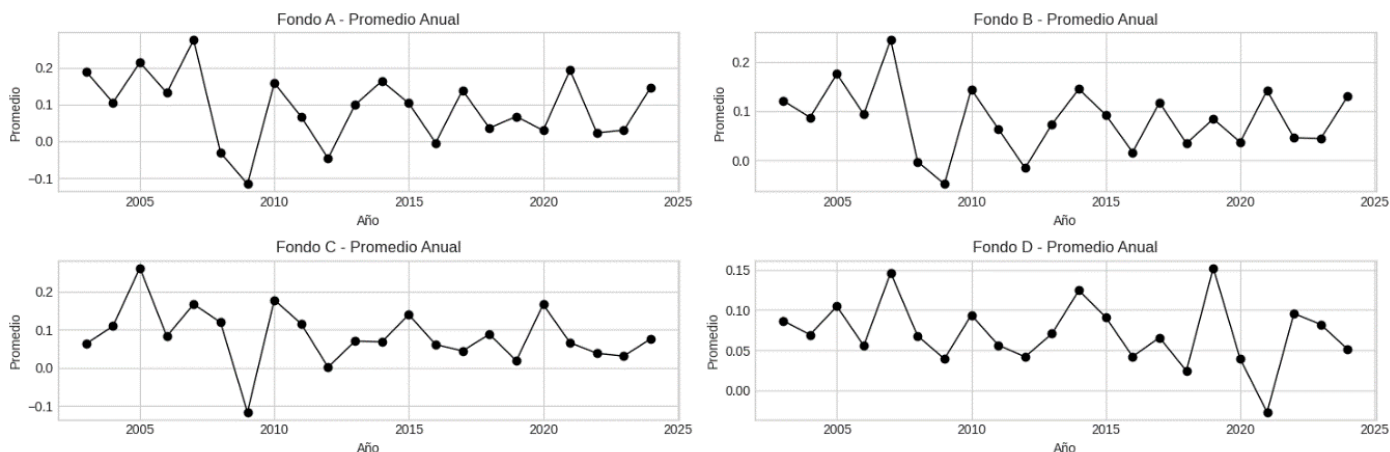 Fondo A - Promedio Anual
Promedio
0.2
0.1
0.0
−0.1
2005 2010 2015 2020 2025
Año
Fondo B - Promedio Anual
Promedio
0.2
0.1
0.0
2005 2010 2015 2020 2025
Año
Fondo C - Promedio Anual
Promedio
0.2
0.1
0.0
−0.1
2005 2010 2015 2020 2025
Año
Fondo D - Promedio Anual
Promedio
0.15
0.10
0.05
0.00
2005 2010 2015 2020 2025
Año